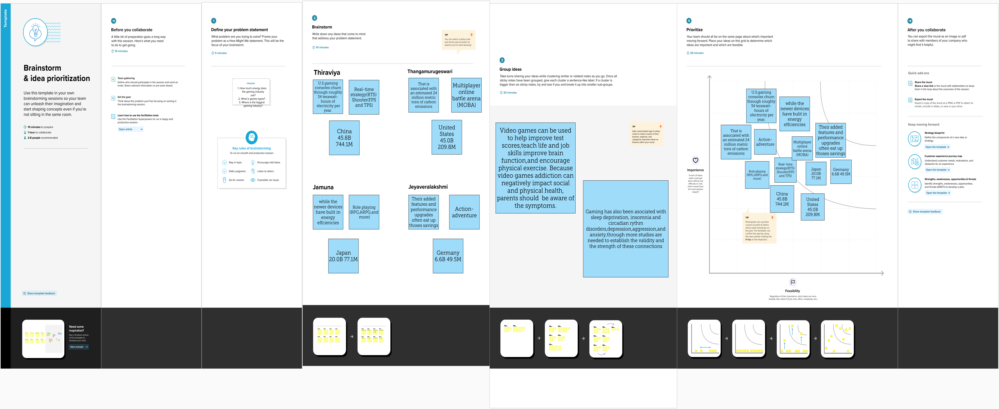 Template
Brainstorm
& idea prioritization
Use this template in your own
brainstorming sessions so your team
can unleash their imagination and
start shaping concepts even if you're
not sitting in the same room.
10 minutes to prepare
1 hour to collaborate
2-8 people recommended
Share template feedback
Need some
inspiration?
See a finished version
of this template to
kickstart your work.
Open example
Before you collaborate
A little bit of preparation goes a long way
with this session. Here's what you need
to do to get going.
10 minutes
A
Team gathering
Define who should participate in the session and send an
invite. Share relevant information or pre-work ahead.
B
Set the goal
Think about the problem you'll be focusing on solving in
the brainstorming session.
C
Learn how to use the facilitation tools
Use the Facilitation Superpowers to run a happy and
productive session.
Open article
1
Define your problem statement
What problem are you trying to solve? Frame your
problem as a How Might We statement. This will be the
focus of your brainstorm.
5 minutes
PROBLEM
1. How much energy does
the gaming industry
use?
2. What is games types?
3. Where is the biggest
gaming industry?
Key rules of brainstorming
To run an smooth and productive session
Stay in topic.
Encourage wild ideas.
Defer judgment.
Listen to others.
Go for volume.
If possible, be visual.
2
Brainstorm
Write down any ideas that come to mind
that address your problem statement.
10 minutes
TIP
You can select a sticky note
and hit the pencil [switch to
sketch] icon to start drawing!
Thiraviya
U.S.gaming
consoles churn
through roughly
34 terawatt-
hours of
electricity per
year.
Real-time
strategy(RTS)
Shooter(FPS
and TPS)
China
45.8B
744.1M
Thangamurugeswari
That is
associated with
an estimated 24
million metric
tons of carbon
emissions
Multiplayer
online
battle arena
(MOBA)
United
States
45.0B
209.8M
Jamuna
while the
newer devices
have bulit in
energy
effciencies
Role playing
(RPG,ARPG,and
more)
Japan
20.0B 77.1M
Jeyaveralakshmi
Their added
features and
performance
upgrades
often eat up
thoses savings
Action-
adventure
Germany
6.6B 49.5M
3
Group ideas
Take turns sharing your ideas while clustering similar or related notes as you go. Once all
sticky notes have been grouped, give each cluster a sentence-like label. If a cluster is
bigger than six sticky notes, try and see if you and break it up into smaller sub-groups.
20 minutes
TIP
Add customizable tags to sticky
notes to make it easier to find,
browse, organize, and
categorize important ideas as
themes within your mural.
Video games can be used
to help improve test
scores,teach life and job
skills improve brain
function,and encourage
physical exercise. Because
video games addiction can
negatively impact social
and physical health,
parents should  be aware of
the symptoms.
Gaming has also been asociated with
sleep deprivation, insomnia and
circadian rythm
disorders,depression,aggression,and
anxiety,through more studies are
needed to establish the validity and
the strength of these connections
4
Prioritize
Your team should all be on the same page about what's important
moving forward. Place your ideas on this grid to determine which
ideas are important and which are feasible.
20 minutes
Importance
If each of these
tasks could get
done without any
difficulty or cost,
which would have
the most positive
impact?
U.S.gaming
consoles churn
through roughly
34 terawatt-
hours of
electricity per
year.
while the
newer devices
have bulit in
energy
effciencies
That is
associated with
an estimated 24
million metric
tons of carbon
emissions
Action-
adventure
Multiplayer
online
battle arena
(MOBA)
Their added
features and
performance
upgrades
often eat up
thoses savings
Role playing
(RPG,ARPG,and
more)
Real-time
strategy(RTS)
Shooter(FPS
and TPS)
Japan
20.0B
77.1M
Germany
6.6B 49.5M
China
45.8B
744.1M
United
States
45.0B
209.8M
TIP
Participants can use their
cursors to point at where
sticky notes should go on
the grid. The facilitator can
confirm the spot by using
the laser pointer holding the
H key on the keyboard.
Feasibility
Regardless of their importance, which tasks are more
feasible than others? (Cost, time, effort, complexity, etc.)
After you collaborate
You can export the mural as an image or pdf
to share with members of your company who
might find it helpful.
Quick add-ons
A
Share the mural
Share a view link to the mural with stakeholders to keep
them in the loop about the outcomes of the session.
B
Export the mural
Export a copy of the mural as a PNG or PDF to attach to
emails, include in slides, or save in your drive.
Keep moving forward
Strategy blueprint
Define the components of a new idea or
strategy.
Open the template
Customer experience journey map
Understand customer needs, motivations, and
obstacles for an experience.
Open the template
Strengths, weaknesses, opportunities & threats
Identify strengths, weaknesses, opportunities,
and threats (SWOT) to develop a plan.
Open the template
Share template feedback